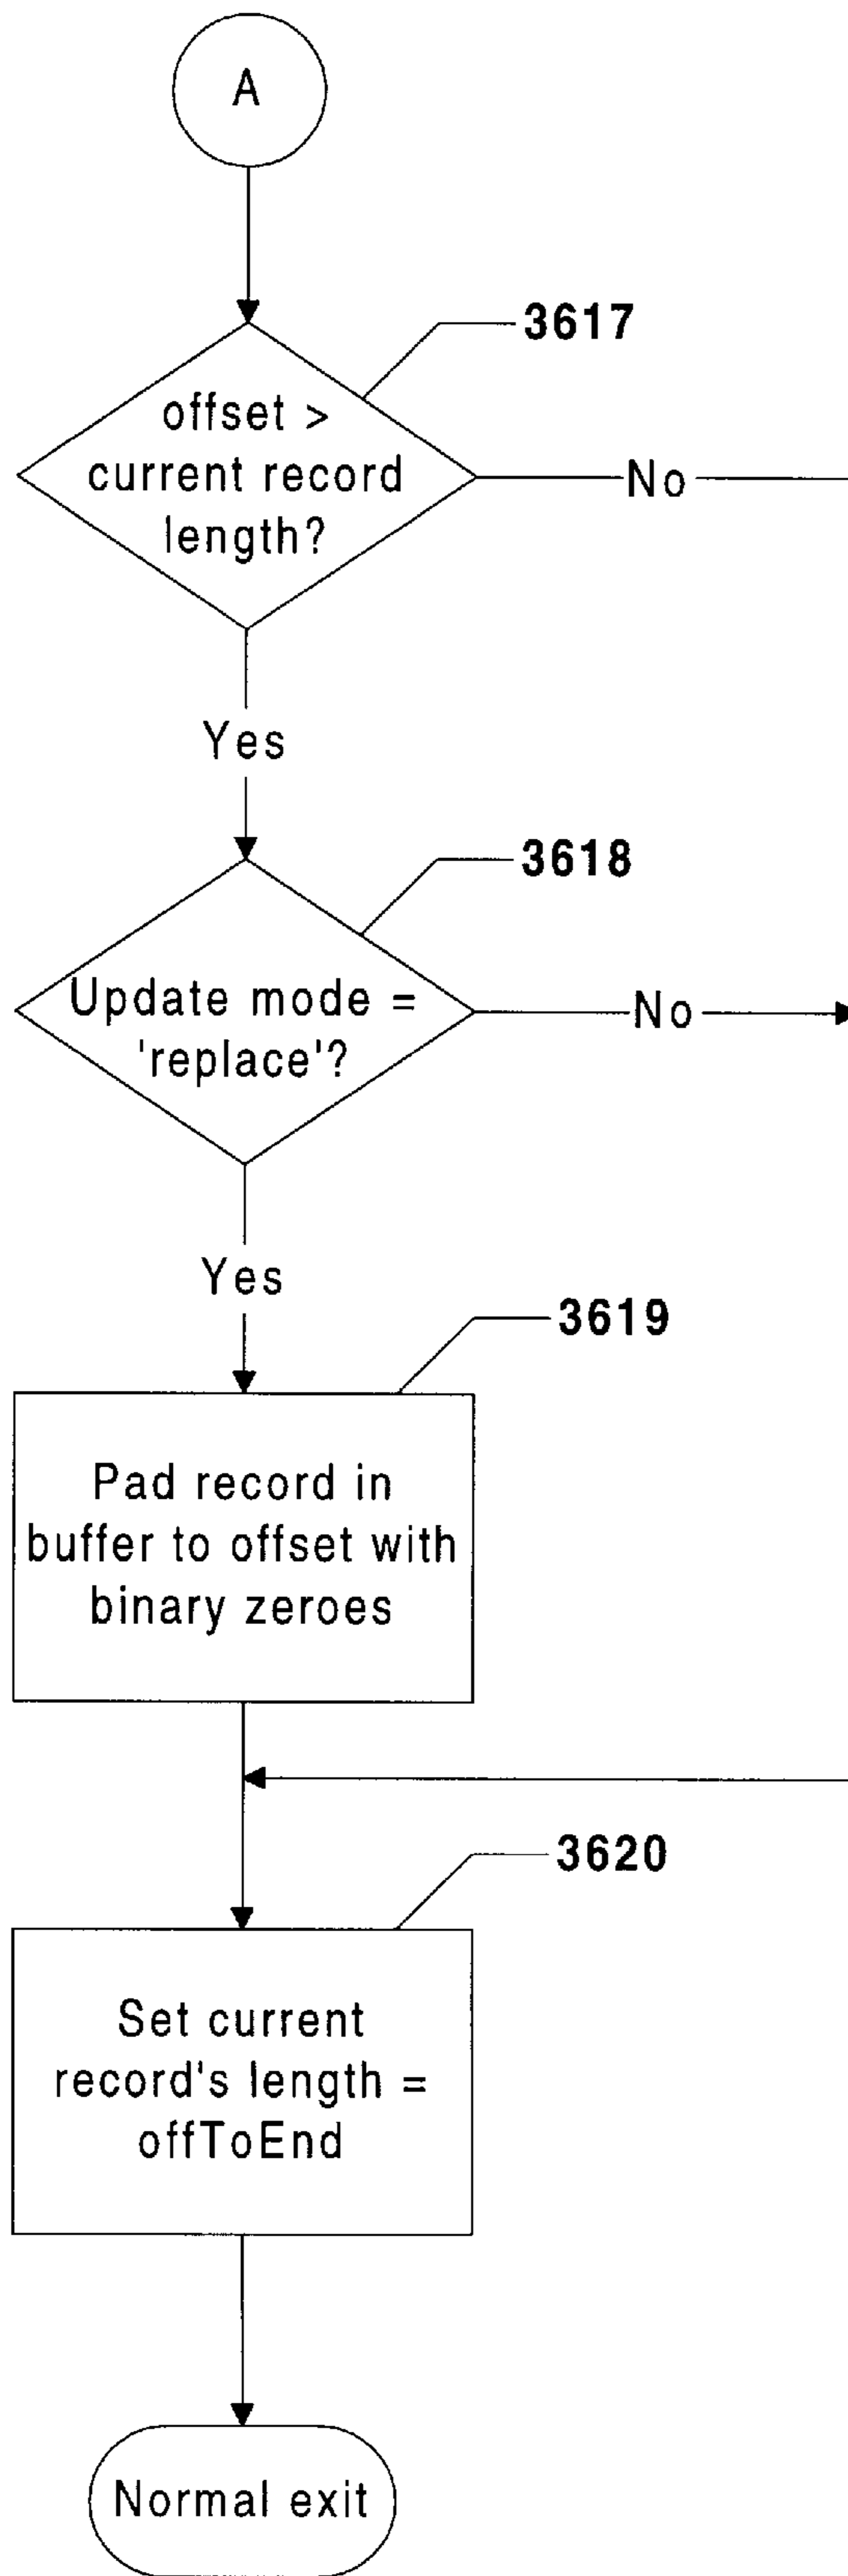 A
3617
offset >
current record
length?
No
Yes
3618
Update mode =
'replace'?
No
Yes
3619
Pad record in
buffer to offset with
binary zeroes
3620
Set current
record's length =
offToEnd
Normal exit